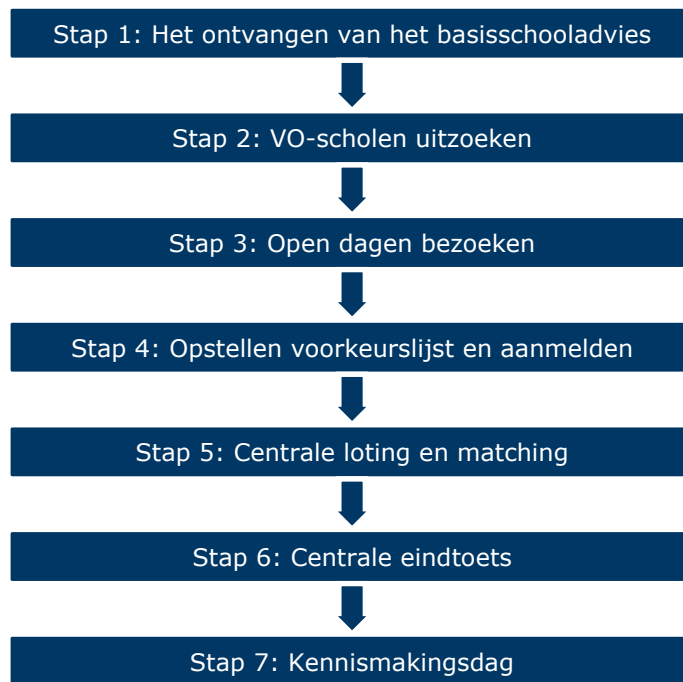 Stap 1: Het ontvangen van het basisschooladvies
Stap 2: VO-scholen uitzoeken
Stap 3: Open dagen bezoeken
Stap 4: Opstellen voorkeurslijst en aanmelden
Stap 5: Centrale loting en matching
Stap 6: Centrale eindtoets
Stap 7: Kennismakingsdag